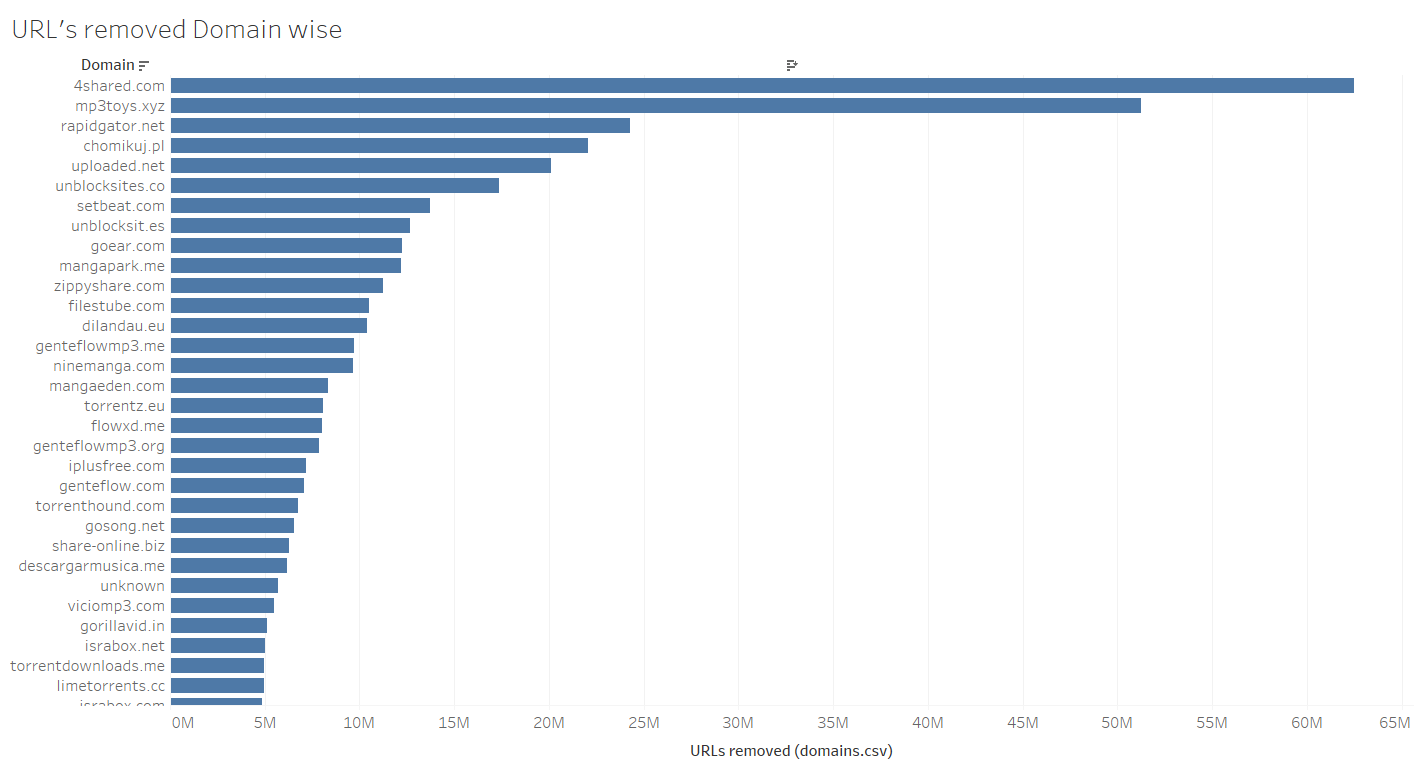 URL's removed Domain wise
Domain
4shared.com
mp3toys.xyz
rapidgator.net
chomikuj.pl
uploaded.net
unblocksites.co
setbeat.com
unblocksit.es
goear.com
mangapark.me
zippyshare.com
filestube.com
dilandau.eu
genteflowmp3.me
ninemanga.com
mangaeden.com
torrentz.eu
flowxd.me
genteflowmp3.org
iplusfree.com
genteflow.com
torrenthound.com
gosong.net
share-online.biz
descargarmusica.me
unknown
viciomp3.com
gorillavid.in
israbox.net
torrentdownloads.me
limetorrents.cc
israbox.com
0M 5M 10M 15M 20M 25M 30M 35M 40M 45M 50M 55M 60M 65M
URLs removed (domains.csv)